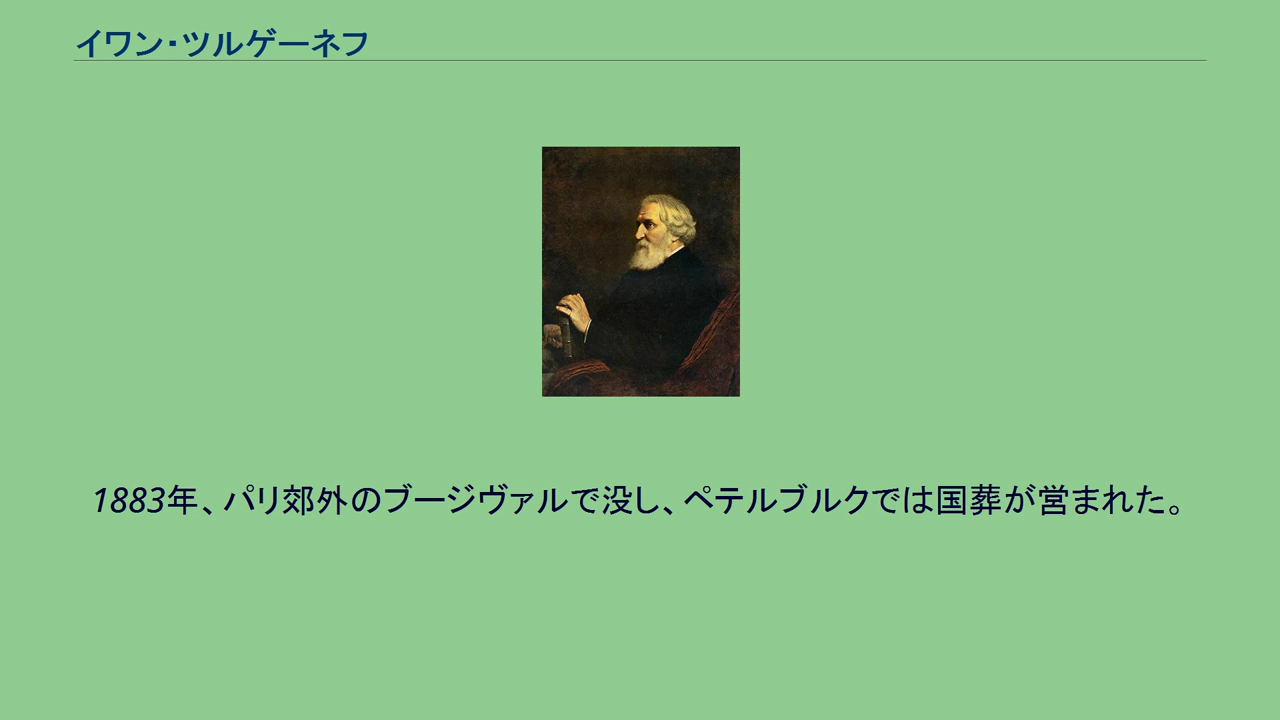 イワン・ツルゲーネフ
1883年、パリ郊外のブージヴァルで没し、ペテルブルクでは国葬が営まれた。